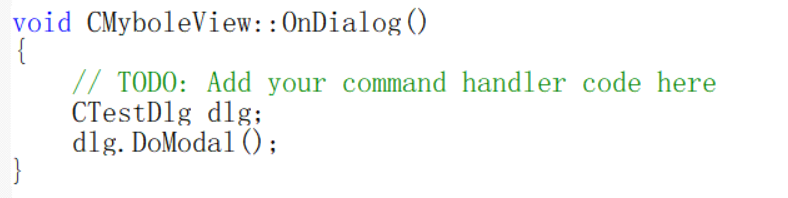 void CMyboleView::OnDialog()
{
    // TODO: Add your command handler code here
    CTestDlg dlg;
    dlg.DoModal();
}